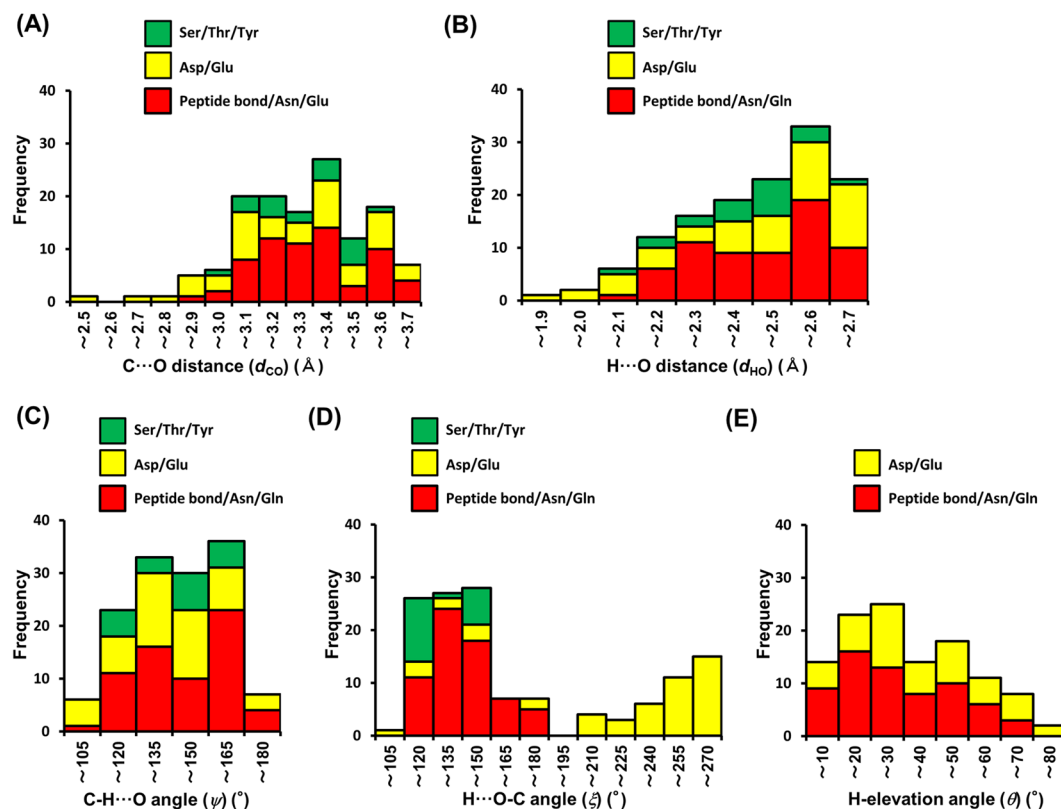 (A)
Ser/Thr/Tyr
Asp/Glu
Peptide bond/Asn/Glu
40
30
20
10
0
Frequency
~2.5
~2.6
~2.7
~2.8
~2.9
~3.0
~3.1
~3.2
~3.3
~3.4
~3.5
~3.6
~3.7
C···O distance (dCO) (Å)
(B)
Ser/Thr/Tyr
Asp/Glu
Peptide bond/Asn/Gln
40
30
20
10
0
Frequency
~1.9
~2.0
~2.1
~2.2
~2.3
~2.4
~2.5
~2.6
~2.7
H···O distance (dHO) (Å)
(C)
Ser/Thr/Tyr
Asp/Glu
Peptide bond/Asn/Gln
40
30
20
10
0
Frequency
~105
~120
~135
~150
~165
~180
C-H···O angle (ψ) (°)
(D)
Ser/Thr/Tyr
Asp/Glu
Peptide bond/Asn/Gln
40
30
20
10
0
Frequency
~105
~120
~135
~150
~165
~180
~195
~210
~225
~240
~255
~270
H···O-C angle (ξ) (°)
(E)
Asp/Glu
Peptide bond/Asn/Gln
40
30
20
10
0
Frequency
~10
~20
~30
~40
~50
~60
~70
~80
H-elevation angle (θ) (°)